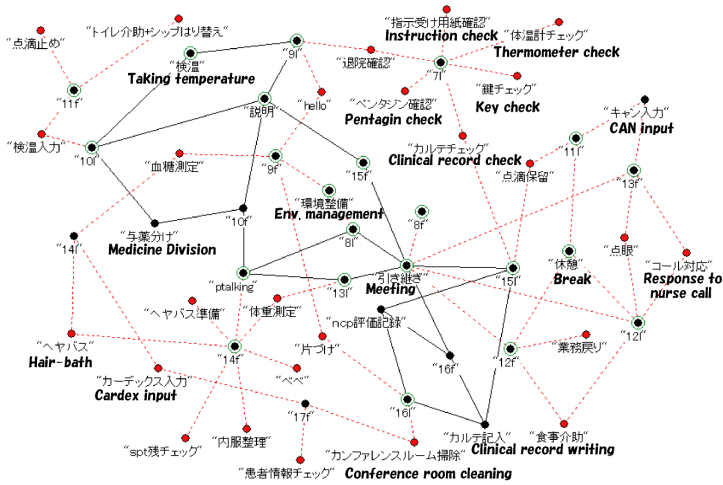 "点滴止め"
"トイレ介助+シップはり替え"
"9l"
"指示受け用紙確認"
Instruction check
"体温計チェック"
Thermometer check
"検温"
Taking temperature
"退院確認"
"7l"
"11f"
"説明"
"hello"
"ペンタジン確認"
Pentagin check
"鍵チェック"
Key check
"キャン入力"
CAN input
"検温入力"
"10l"
"血糖測定"
"9f"
"15f"
"カルテチェック"
Clinical record check
"点滴保留"
"11l"
"13f"
"環境整備"
Env. management
"10f"
"8f"
"14l"
"与薬分け"
Medicine Division
"8l"
"点眼"
"休憩"
Break
"コール対応"
Response to
nurse call
"ptalking"
"13l"
"引き継ぎ"
Meeting
"15l"
"ヘヤバス準備"
"体重測定"
"ncp評価記録"
"12l"
"ヘヤバス"
Hair-bath
"14f"
"片づけ"
"16f"
"12f"
"業務戻り"
"カーデックス入力"
Cardex input
"べべ"
"17f"
"16l"
"spt残チェック"
"内服整理"
"カルテ記入"
Clinical record writing
"食事介助"
"患者情報チェック"
"カンファレンスルーム掃除"
Conference room cleaning